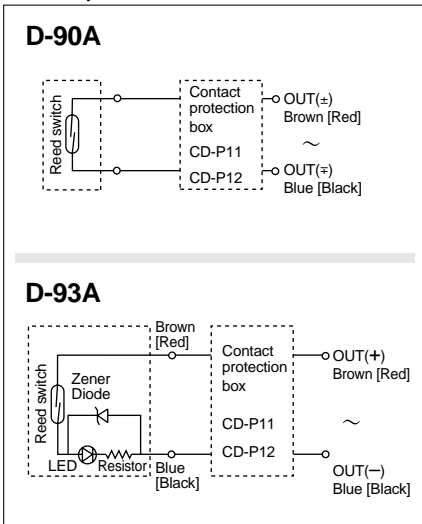 D-90A
Reed switch
Contact
protection
box
CD-P11
CD-P12
OUT(±)
Brown [Red]
∼
OUT(∓)
Blue [Black]
D-93A
Reed switch
Zener
Diode
LED
Resistor
Brown
[Red]
Blue
[Black]
Contact
protection
box
CD-P11
CD-P12
OUT(+)
Brown [Red]
∼
OUT(−)
Blue [Black]